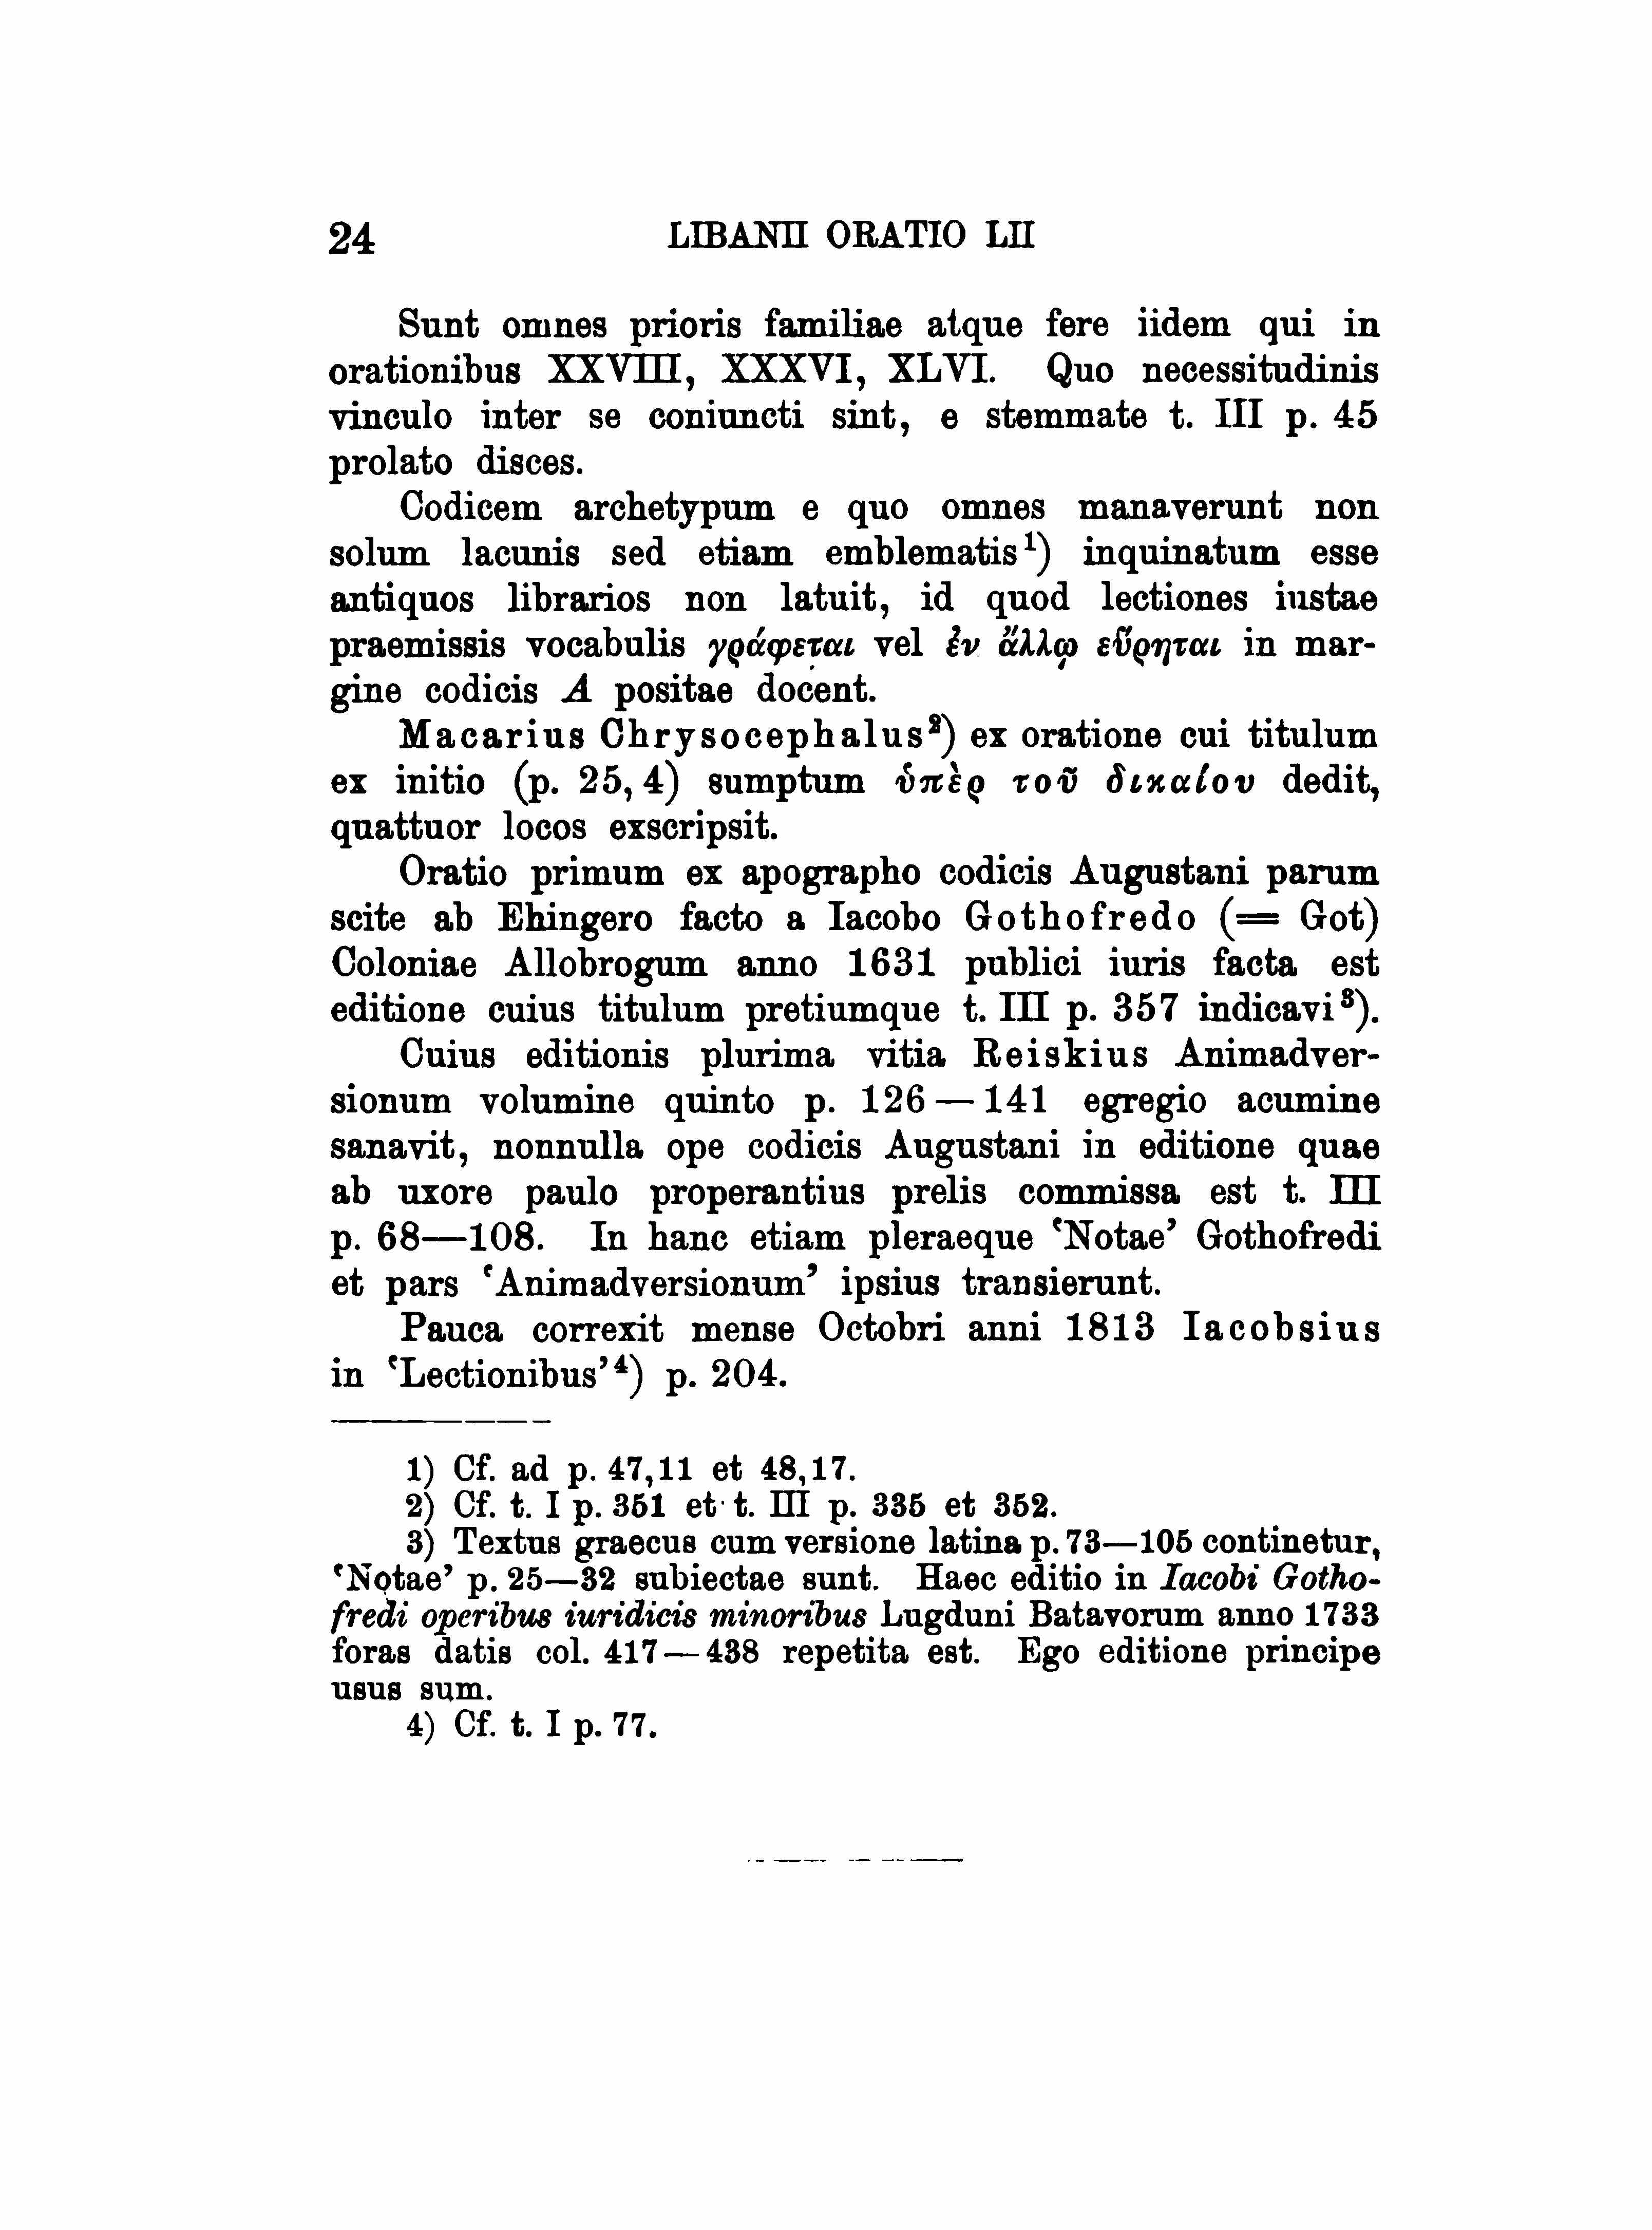 24 LIBANII ORATIO LII
Sunt omnes prioris familiae atque fere iidem qui in
orationibus XXVIII, XXXVI, XLVI. Quo necessitudinis
vinculo inter se coniuncti sint, e stemmate t. III p. 45
prolato disces.
Codicem archetypum e quo omnes manaverunt non
solum lacunis sed etiam emblematis¹) inquinatum esse
antiquos librarios non latuit, id quod lectiones iustae
praemissis vocabulis γράφεται vel ἐν ἄλλῳ εὕρηται in mar-
gine codicis A positae docent.
Macarius Chrysocephalus²) ex oratione cui titulum
ex initio (p. 25, 4) sumptum ὑπὲρ τοῦ δικαίου dedit,
quattuor locos exscripsit.
Oratio primum ex apographo codicis Augustani parum
scite ab Ehingero facto a Iacobo Gothofredo (= Got)
Coloniae Allobrogum anno 1631 publici iuris facta est
editione cuius titulum pretiumque t. III p. 357 indicavi³).
Cuius editionis plurima vitia Reiskius Animadver-
sionum volumine quinto p. 126 — 141 egregio acumine
sanavit, nonnulla ope codicis Augustani in editione quae
ab uxore paulo properantius prelis commissa est t. III
p. 68—108. In hanc etiam pleraeque ‘Notae’ Gothofredi
et pars ‘Animadversionum’ ipsius transierunt.
Pauca correxit mense Octobri anni 1813 Iacobsius
in ‘Lectionibus’⁴) p. 204.
1) Cf. ad p. 47,11 et 48,17.
2) Cf. t. I p. 351 et t. III p. 335 et 352.
3) Textus graecus cum versione latina p. 73—105 continetur,
‘Notae’ p. 25—32 subiectae sunt. Haec editio in Iacobi Gotho-
fredi operibus iuridicis minoribus Lugduni Batavorum anno 1733
foras datis col. 417 — 438 repetita est. Ego editione principe
usus sum.
4) Cf. t. I p. 77.